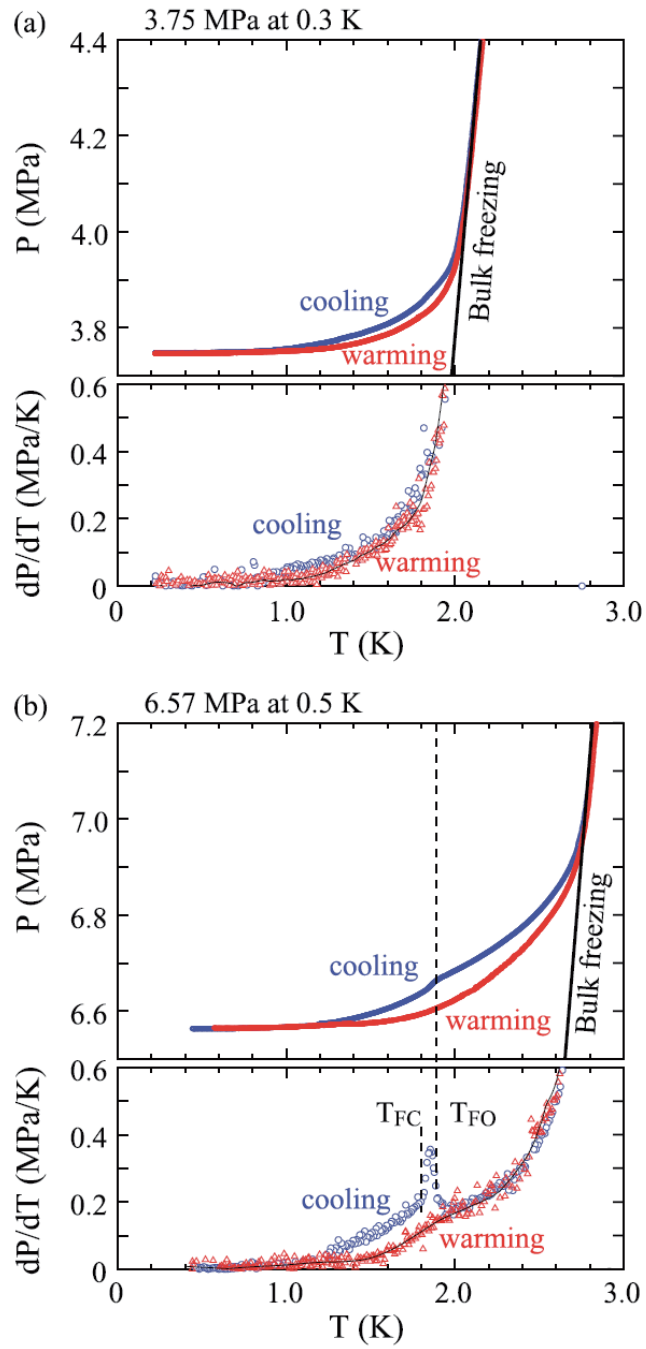 (a) 3.75 MPa at 0.3 K
4.4
4.2
4.0
3.8
P (MPa)
cooling
warming
Bulk freezing
0.6
0.4
0.2
0
dP/dT (MPa/K)
cooling
warming
0 1.0 2.0 3.0
T (K)
(b) 6.57 MPa at 0.5 K
7.2
7.0
6.8
6.6
P (MPa)
cooling
warming
Bulk freezing
0.6
0.4
0.2
0
dP/dT (MPa/K)
TFC TFO
cooling
warming
0 1.0 2.0 3.0
T (K)